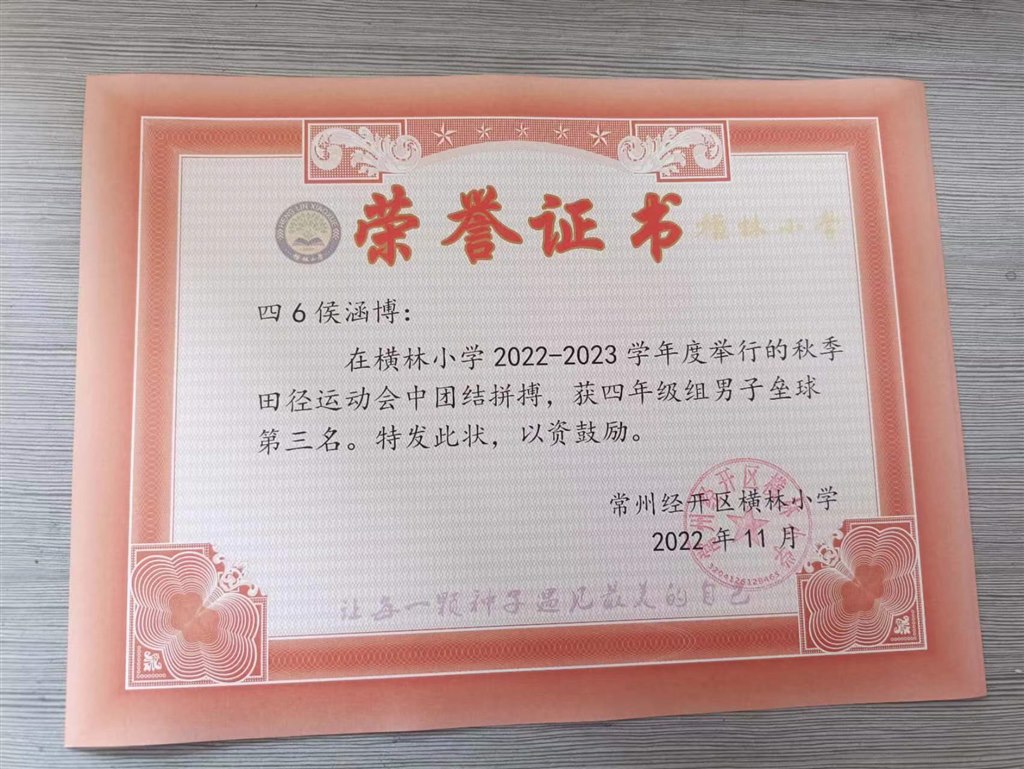 荣誉证书 横林小学
四6侯涵博：
在横林小学2022-2023学年度举行的秋季
田径运动会中团结拼搏，获四年级组男子垒球
第三名。特发此状，以资鼓励。
常州经开区横林小学
2022年11月
让每一颗种子遇见最美的自己